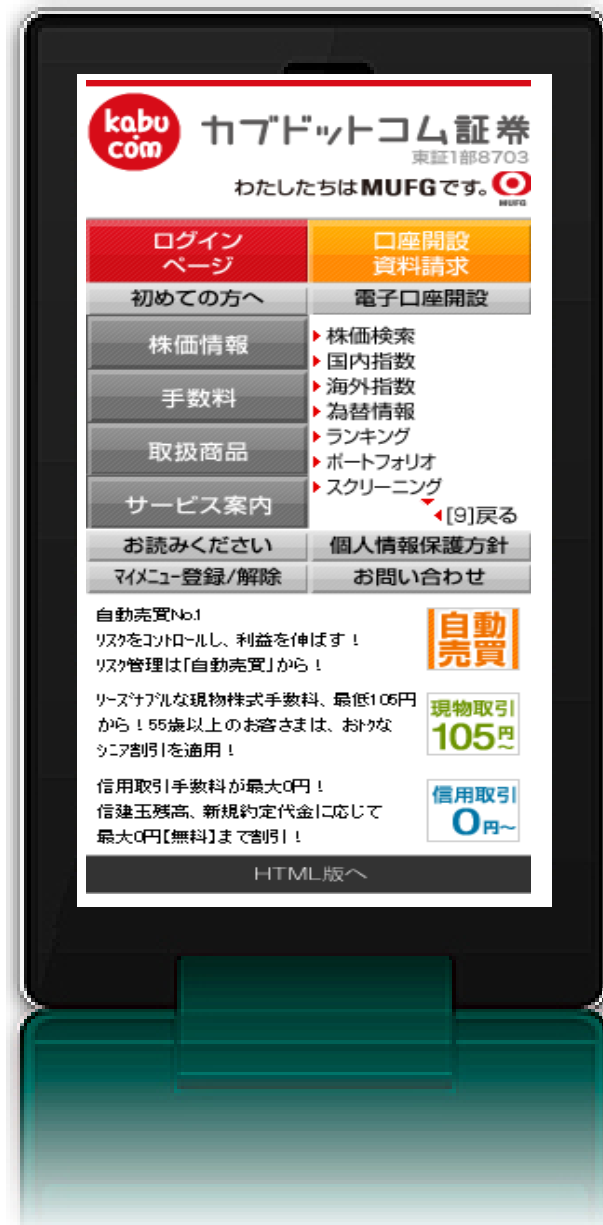 kabu
com
カブドットコム証券
東証1部8703
わたしたちはMUFGです。
MUFG
ログイン
ページ
口座開設
資料請求
初めての方へ
電子口座開設
株価情報
手数料
取扱商品
サービス案内
株価検索
国内指数
海外指数
為替情報
ランキング
ポートフォリオ
スクリーニング
[9]戻る
お読みください
個人情報保護方針
マイメニュー登録/解除
お問い合わせ
自動売買No.1
リスクをコントロールし、利益を伸ばす！
リスク管理は「自動売買」から！
自動
売買
リーズナブルな現物株式手数料、最低105円
から！55歳以上のお客さまは、おトクな
シニア割引を適用！
現物取引
105円～
信用取引手数料が最大0円！
信建玉残高、新規約定代金に応じて
最大0円【無料】まで割引！
信用取引
0円～
HTML版へ